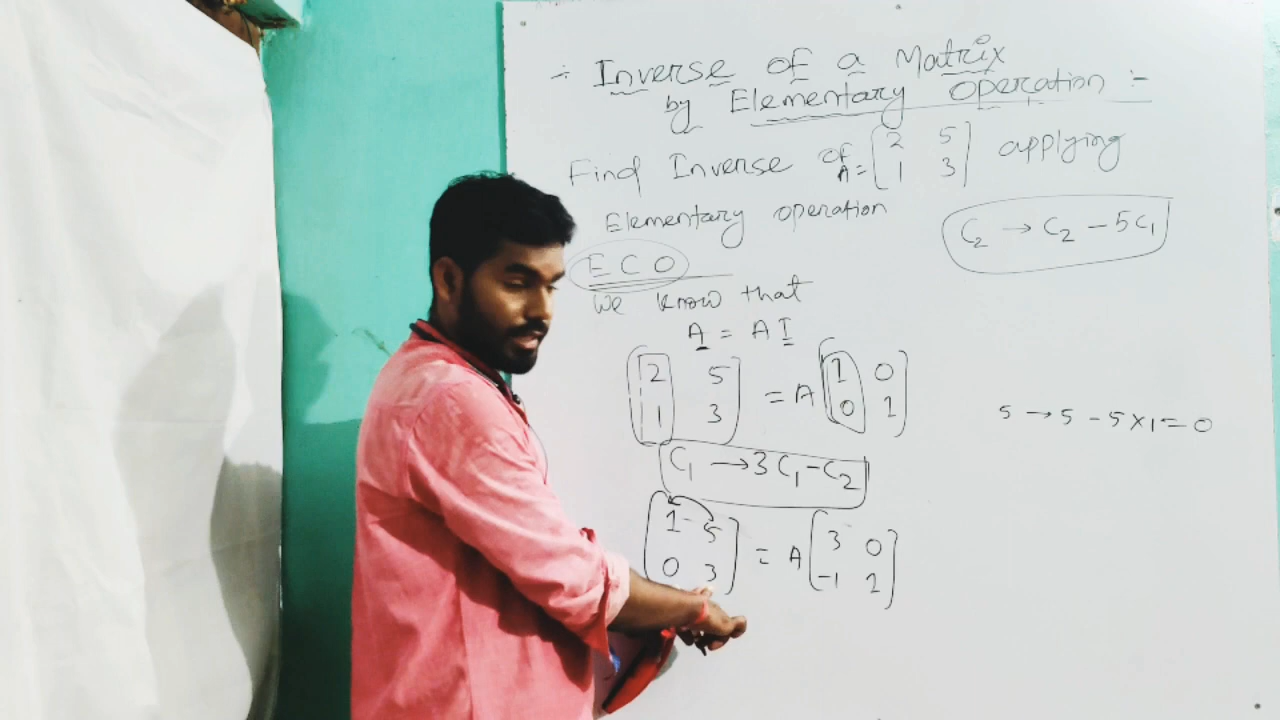 ÷ Inverse of a Matrix
by Elementary operation :-
Find Inverse of A = [2 5
1 3] applying
Elementary operation
C₂ → C₂ - 5C₁
ECO
We know that
A = A I
[2 5
1 3] = A [1 0
0 1]
5 → 5 - 5×1 = 0
C₁ → 3C₁ - C₂
[1 5
0 3] = A [3 0
-1 1]